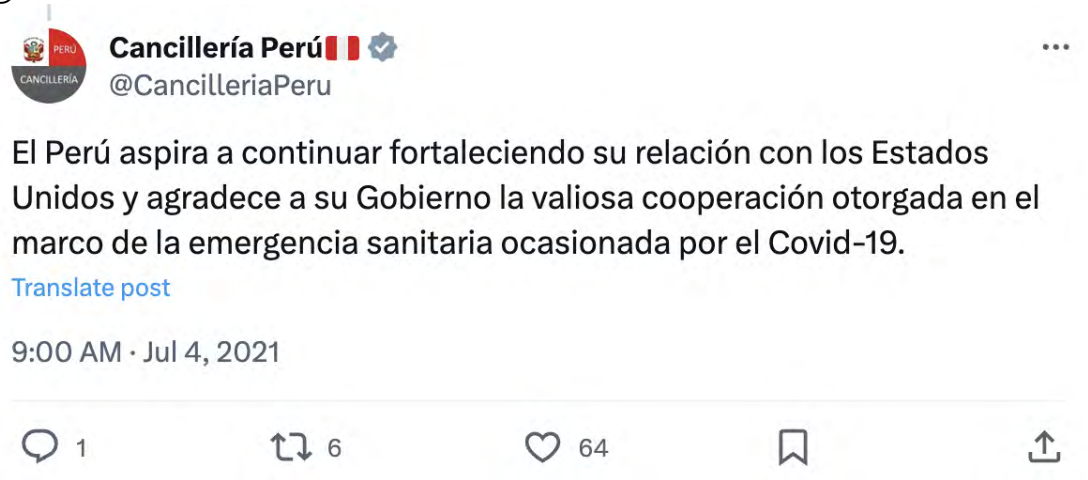 PERÚ
CANCILLERÍA
Cancillería Perú🇵🇪
@CancilleriaPeru
El Perú aspira a continuar fortaleciendo su relación con los Estados
Unidos y agradece a su Gobierno la valiosa cooperación otorgada en el
marco de la emergencia sanitaria ocasionada por el Covid-19.
Translate post
9:00 AM · Jul 4, 2021
1 6 64